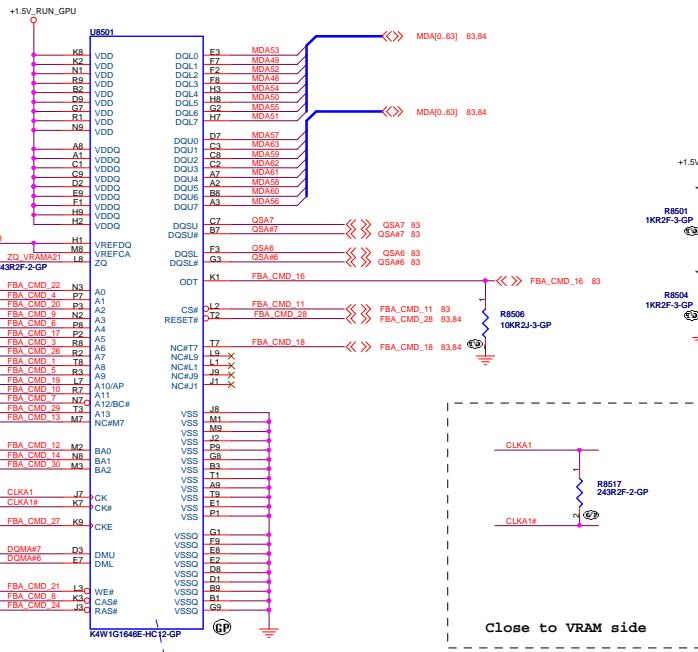 +1.5V_RUN_GPU
U8501
K8 VDD DQL0 E3 MDA53
K2 VDD DQL1 F7 MDA49
N1 VDD DQL2 F2 MDA52
R9 VDD DQL3 F8 MDA48
B2 VDD DQL4 H3 MDA54
D9 VDD DQL5 H8 MDA50
G7 VDD DQL6 G2 MDA55
R1 VDD DQL7 H7 MDA51
N9 VDD
MDA[0..63] 83,84
MDA[0..63] 83,84
DQU0 D7 MDA57
A8 VDDQ DQU1 C3 MDA63
A1 VDDQ DQU2 C8 MDA59
C1 VDDQ DQU3 C2 MDA62
C9 VDDQ DQU4 A7 MDA61
D2 VDDQ DQU5 A2 MDA58
E9 VDDQ DQU6 B8 MDA60
F1 VDDQ DQU7 A3 MDA56
H9 VDDQ
H2 VDDQ DQSU C7 QSA7 QSA7 83
DQSU# B7 QSA#7 QSA#7 83
H1 VREFDQ
M8 VREFCA DQSL F3 QSA6 QSA6 83
ZQ_VRAMA21 L8 ZQ DQSL# G3 QSA#6 QSA#6 83
243R2F-2-GP
ODT K1 FBA_CMD_16 FBA_CMD_16 83
FBA_CMD_22 N3 A0
FBA_CMD_4 P7 A1
FBA_CMD_20 P3 A2 CS# L2 FBA_CMD_11 FBA_CMD_11 83
FBA_CMD_9 N2 A3 RESET# T2 FBA_CMD_28 FBA_CMD_28 83,84
FBA_CMD_6 P8 A4
FBA_CMD_17 P2 A5
FBA_CMD_3 R8 A6 NC#T7 T7 FBA_CMD_18 FBA_CMD_18 83,84
FBA_CMD_26 R2 A7 NC#L9 L9
FBA_CMD_1 T8 A8 NC#L1 L1
FBA_CMD_5 R3 A9 NC#J9 J9
FBA_CMD_19 L7 A10/AP NC#J1 J1
FBA_CMD_10 R7 A11
FBA_CMD_7 N7 A12/BC#
FBA_CMD_29 T3 A13
FBA_CMD_13 M7 NC#M7
1
R8506
10KR2J-3-GP
+1.5V
R8501
1KR2F-3-GP
R8504
1KR2F-3-GP
VSS J8
VSS M1
VSS M9
VSS J2
FBA_CMD_12 M2 BA0 VSS P9
FBA_CMD_14 N8 BA1 VSS G8
FBA_CMD_30 M3 BA2 VSS B3
VSS T1
VSS A9
CLKA1 J7 CK VSS T9
CLKA1# K7 CK# VSS E1
VSS P1
FBA_CMD_27 K9 CKE
VSSQ G1
VSSQ F9
DQMA#7 D3 DMU VSSQ E8
DQMA#6 E7 DML VSSQ E2
VSSQ D8
VSSQ D1
FBA_CMD_21 L3 WE# VSSQ B9
FBA_CMD_8 K3 CAS# VSSQ B1
FBA_CMD_24 J3 RAS# VSSQ G9
K4W1G1646E-HC12-GP
GP
CLKA1
1
R8517
243R2F-2-GP
2
CLKA1#
Close to VRAM side